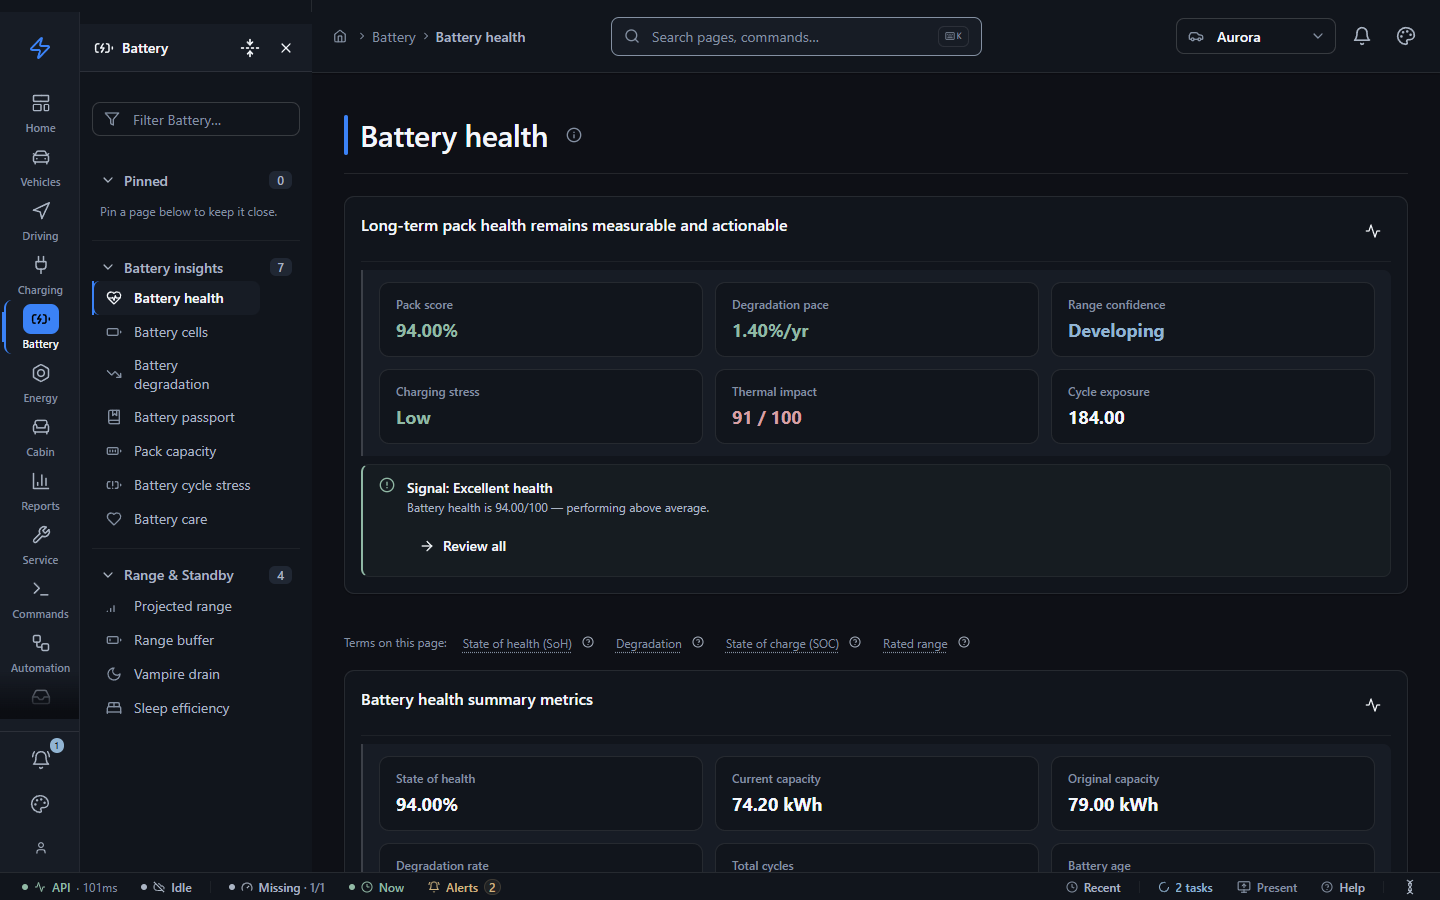 Battery
Battery
Battery health
Search pages, commands...
K
Aurora
Home
Vehicles
Driving
Charging
Battery
Energy
Cabin
Reports
Service
Commands
Automation
1
Filter Battery...
Pinned
0
Pin a page below to keep it close.
Battery insights
7
Battery health
Battery cells
Battery
degradation
Battery passport
Pack capacity
Battery cycle stress
Battery care
Range & Standby
4
Projected range
Range buffer
Vampire drain
Sleep efficiency
Battery health
Long-term pack health remains measurable and actionable
Pack score
94.00%
Degradation pace
1.40%/yr
Range confidence
Developing
Charging stress
Low
Thermal impact
91 / 100
Cycle exposure
184.00
Signal: Excellent health
Battery health is 94.00/100 — performing above average.
Review all
Terms on this page: State of health (SoH) Degradation State of charge (SOC) Rated range
Battery health summary metrics
State of health
94.00%
Current capacity
74.20 kWh
Original capacity
79.00 kWh
Degradation rate
Total cycles
Battery age
API · 101ms
Idle
Missing · 1/1
Now
Alerts 2
Recent
2 tasks
Present
Help